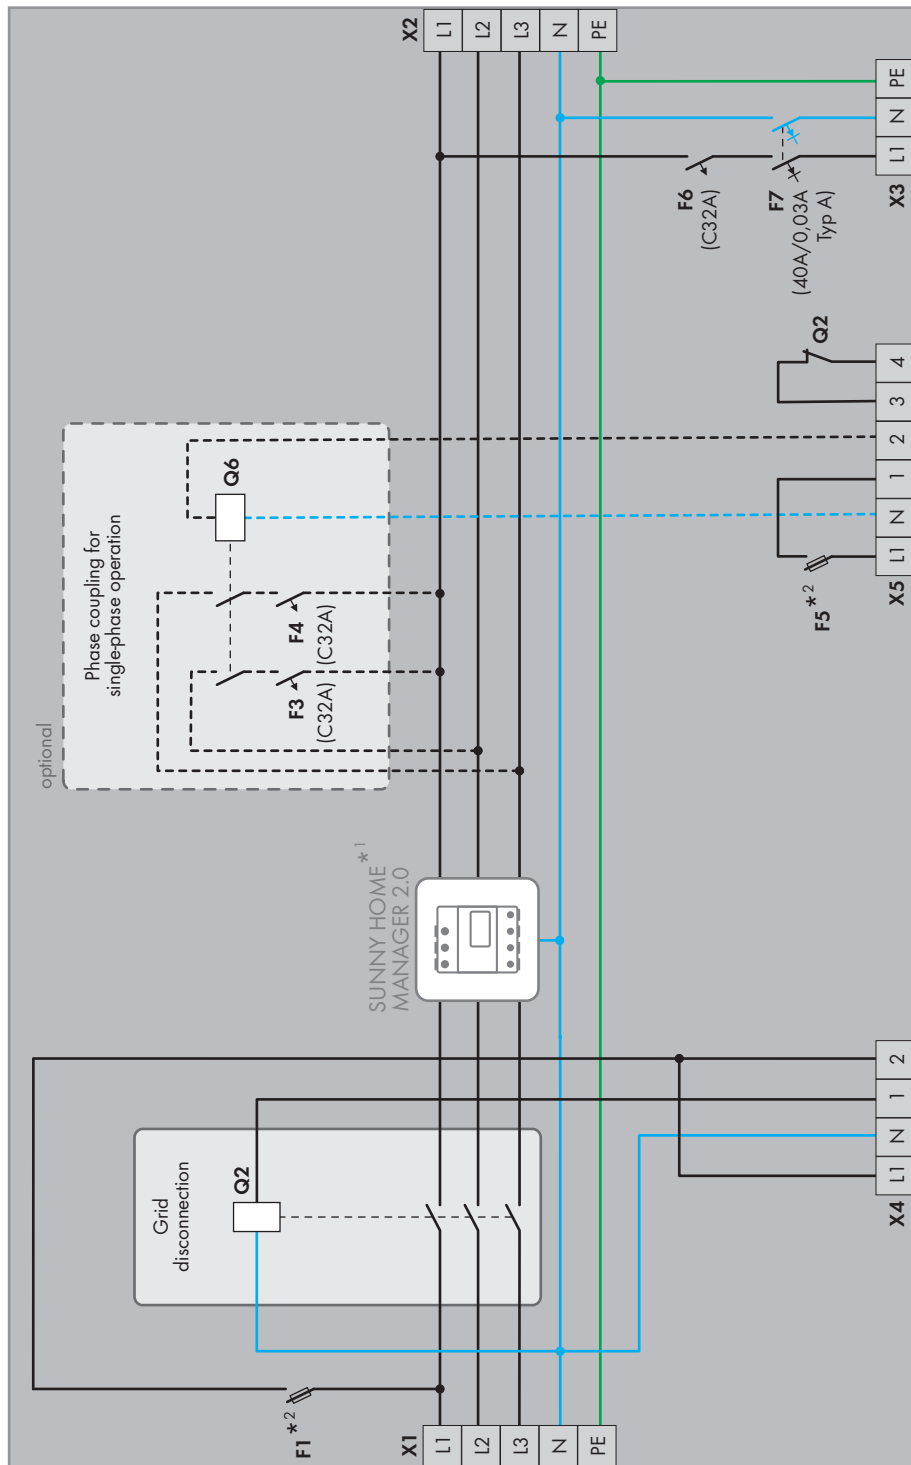 X1
L1
L2
L3
N
PE
F1 *2
Grid
disconnection
Q2
X4
L1
N
1
2
SUNNY HOME *1
MANAGER 2.0
optional
Phase coupling for
single-phase operation
Q6
F3
(C32A)
F4
(C32A)
X5
L1
N
1
2
3
4
F5 *2
Q2
X2
L1
L2
L3
N
PE
F6
(C32A)
F7
(40A/0,03A
Typ A)
X3
L1
N
PE